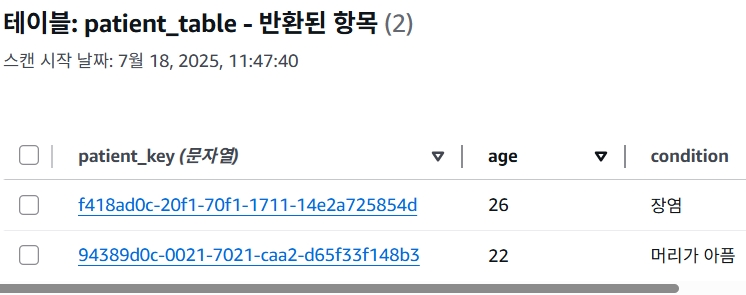 테이블: patient_table - 반환된 항목 (2)
스캔 시작 날짜: 7월 18, 2025, 11:47:40
patient_key (문자열) age condition
f418ad0c-20f1-70f1-1711-14e2a725854d 26 장염
94389d0c-0021-7021-caa2-d65f33f148b3 22 머리가 아픔